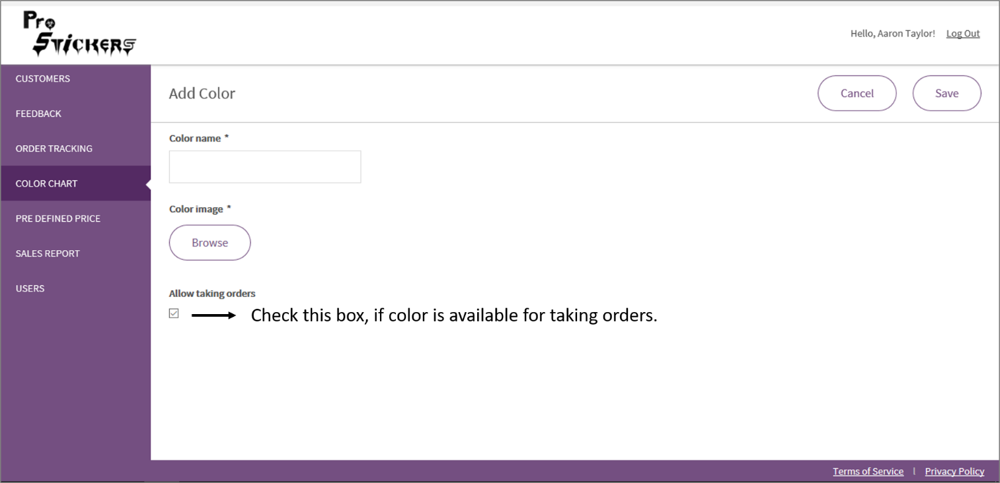 Pro
Stickers
Hello, Aaron Taylor! Log Out
CUSTOMERS
FEEDBACK
ORDER TRACKING
COLOR CHART
PRE DEFINED PRICE
SALES REPORT
USERS
Add Color
Cancel Save
Color name *
Color image *
Browse
Allow taking orders
Check this box, if color is available for taking orders.
Terms of Service | Privacy Policy